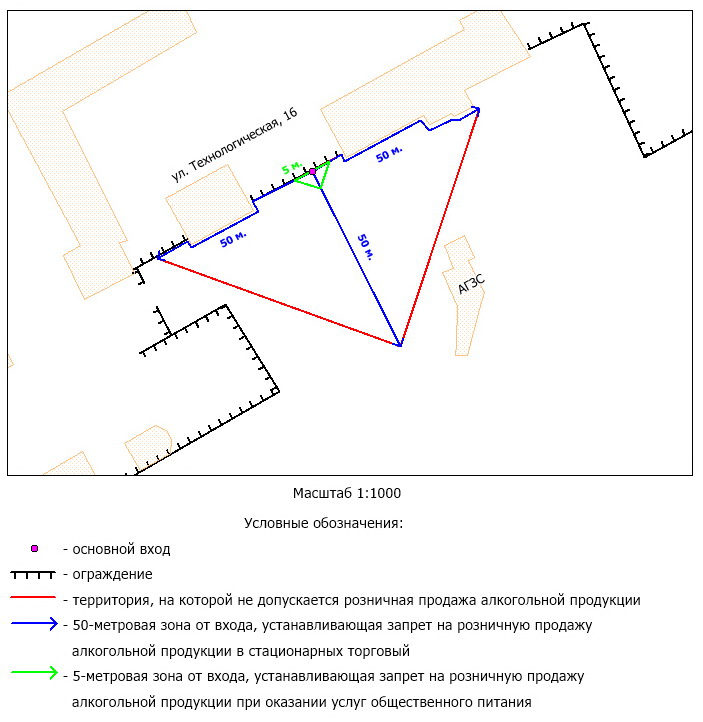 ул. Технологическая, 16
5 м.
50 м.
50 м.
50 м.
АГЗС
Масштаб 1:1000
Условные обозначения:
- основной вход
- ограждение
- территория, на которой не допускается розничная продажа алкогольной продукции
- 50-метровая зона от входа, устанавливающая запрет на розничную продажу
алкогольной продукции в стационарных торговый
- 5-метровая зона от входа, устанавливающая запрет на розничную продажу
алкогольной продукции при оказании услуг общественного питания